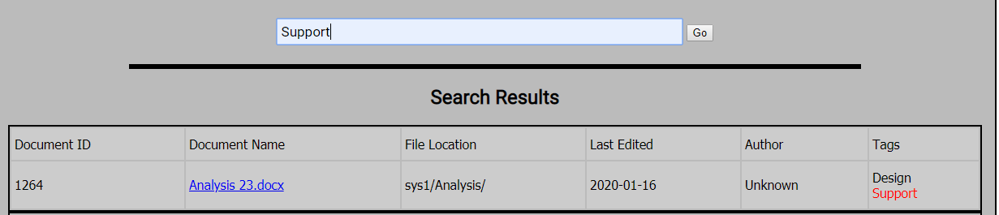 Support
Go
Search Results
Document ID Document Name File Location Last Edited Author Tags
1264 Analysis 23.docx sys1/Analysis/ 2020-01-16 Unknown Design
Support